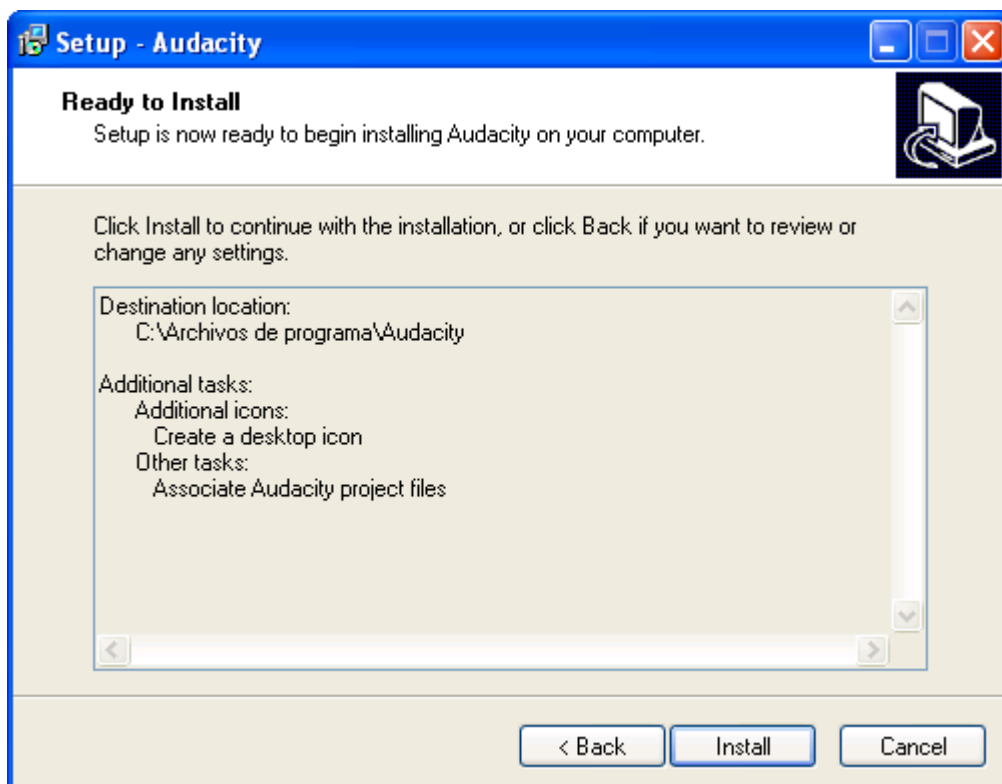 Setup - Audacity
Ready to Install
Setup is now ready to begin installing Audacity on your computer.
Click Install to continue with the installation, or click Back if you want to review or
change any settings.
Destination location:
C:\Archivos de programa\Audacity
Additional tasks:
Additional icons:
Create a desktop icon
Other tasks:
Associate Audacity project files
< Back
Install
Cancel